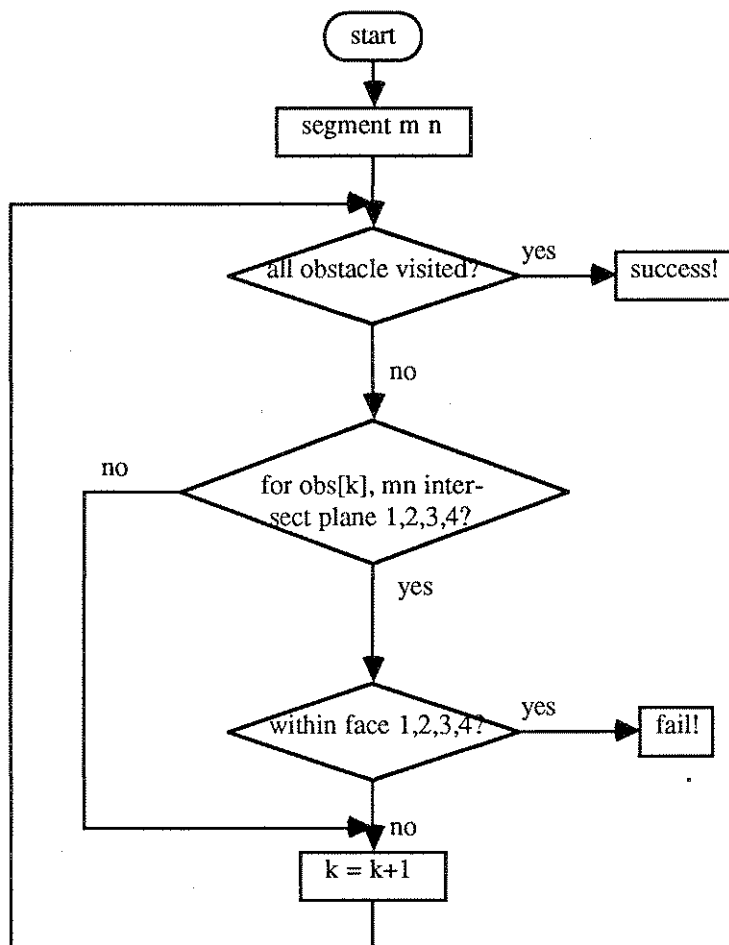 start
segment m n
all obstacle visited?
yes
success!
no
no
for obs[k], mn inter-
sect plane 1,2,3,4?
yes
within face 1,2,3,4?
yes
fail!
no
k = k+1